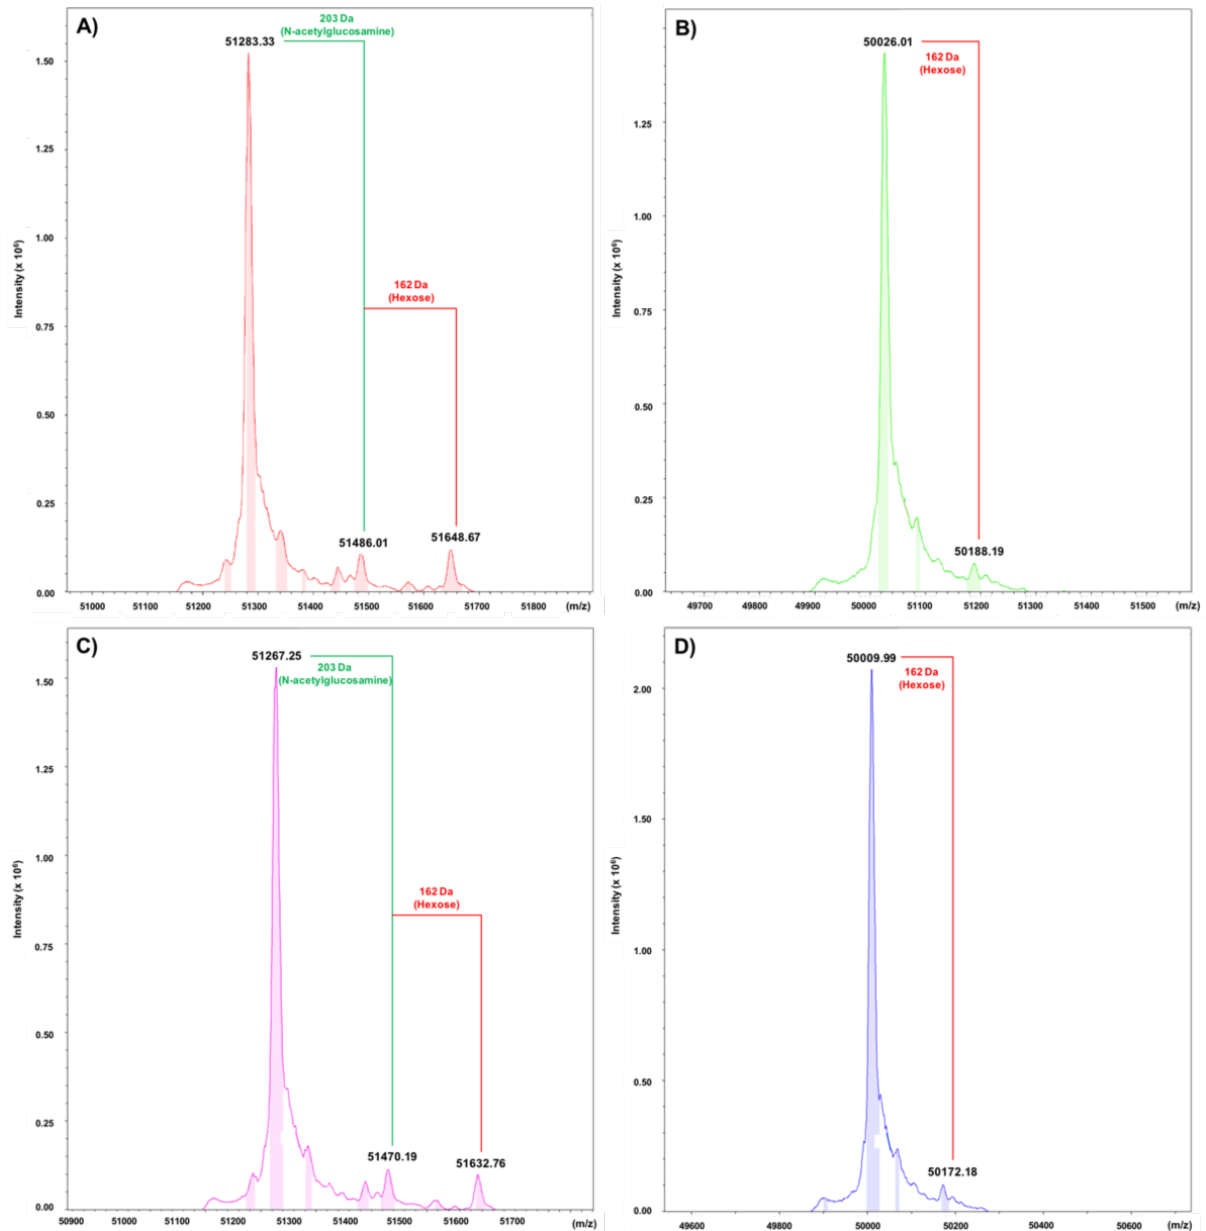 A)
203 Da
(N-acetylglucosamine)
51283.33
162 Da
(Hexose)
51486.01
51648.67
Intensity (x 10⁶)
1.50
1.25
1.00
0.75
0.50
0.25
0.00
51000 51100 51200 51300 51400 51500 51600 51700 51800 (m/z)
B)
50026.01
162 Da
(Hexose)
50188.19
Intensity (x 10⁶)
1.25
1.00
0.75
0.50
0.25
0.00
49700 49800 49900 50000 51100 51200 51300 51400 51500 (m/z)
C)
51267.25
203 Da
(N-acetylglucosamine)
162 Da
(Hexose)
51470.19
51632.76
Intensity (x 10⁶)
1.50
1.25
1.00
0.75
0.50
0.25
0.00
50900 51000 51100 51200 51300 51400 51500 51600 51700 (m/z)
D)
50009.99
162 Da
(Hexose)
50172.18
Intensity (x 10⁶)
2.00
1.50
1.00
0.50
0.00
49600 49800 50000 50200 50400 50600 (m/z)